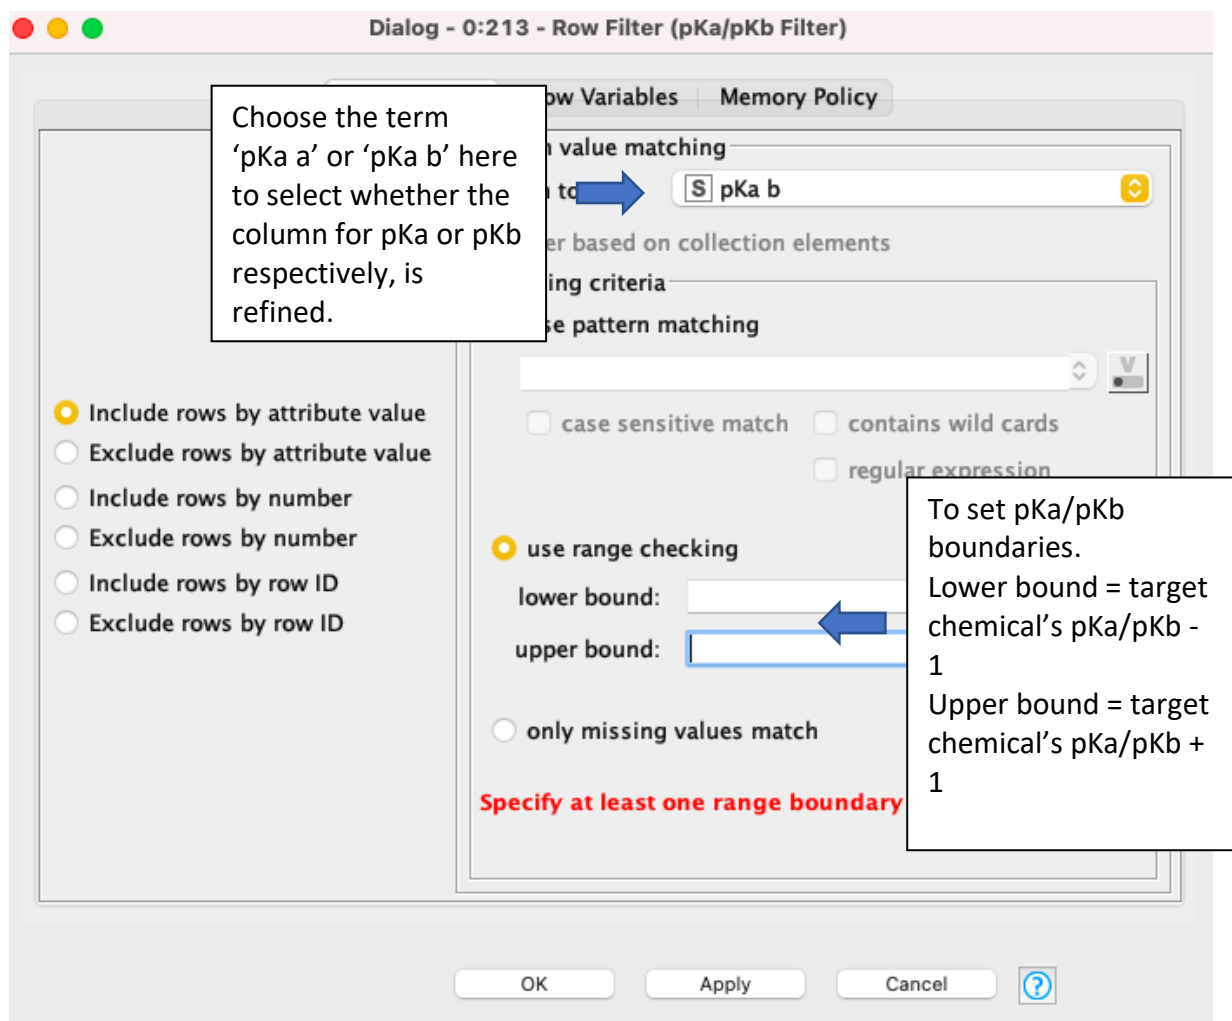 Dialog - 0:213 - Row Filter (pKa/pKb Filter)
Variables
Memory Policy
Choose the term
‘pKa a’ or ‘pKa b’ here
to select whether the
column for pKa or pKb
respectively, is
refined.
value matching
S pKa b
based on collection elements
criteria
pattern matching
V
case sensitive match
contains wild cards
regular expression
Include rows by attribute value
Exclude rows by attribute value
Include rows by number
Exclude rows by number
Include rows by row ID
Exclude rows by row ID
use range checking
lower bound:
upper bound:
To set pKa/pKb
boundaries.
Lower bound = target
chemical’s pKa/pKb -
1
Upper bound = target
chemical’s pKa/pKb +
1
only missing values match
Specify at least one range boundary
OK
Apply
Cancel
?